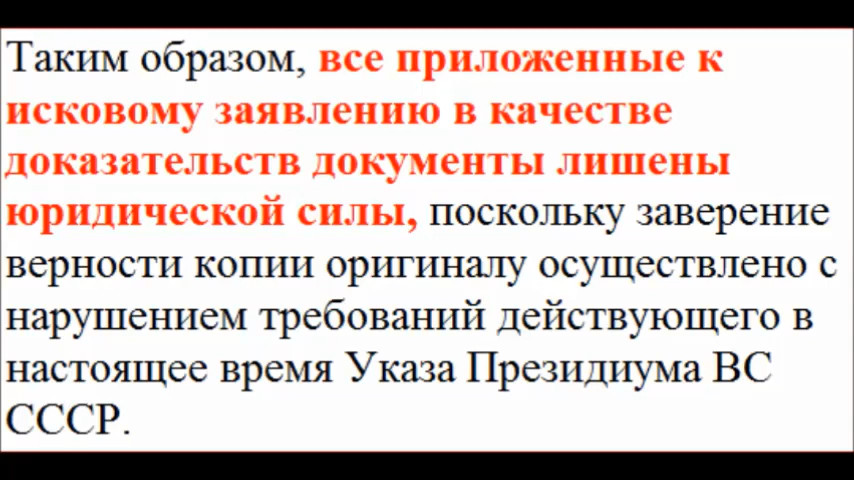 Таким образом, все приложенные к
исковому заявлению в качестве
доказательств документы лишены
юридической силы, поскольку заверение
верности копии оригиналу осуществлено с
нарушением требований действующего в
настоящее время Указа Президиума ВС
СССР.